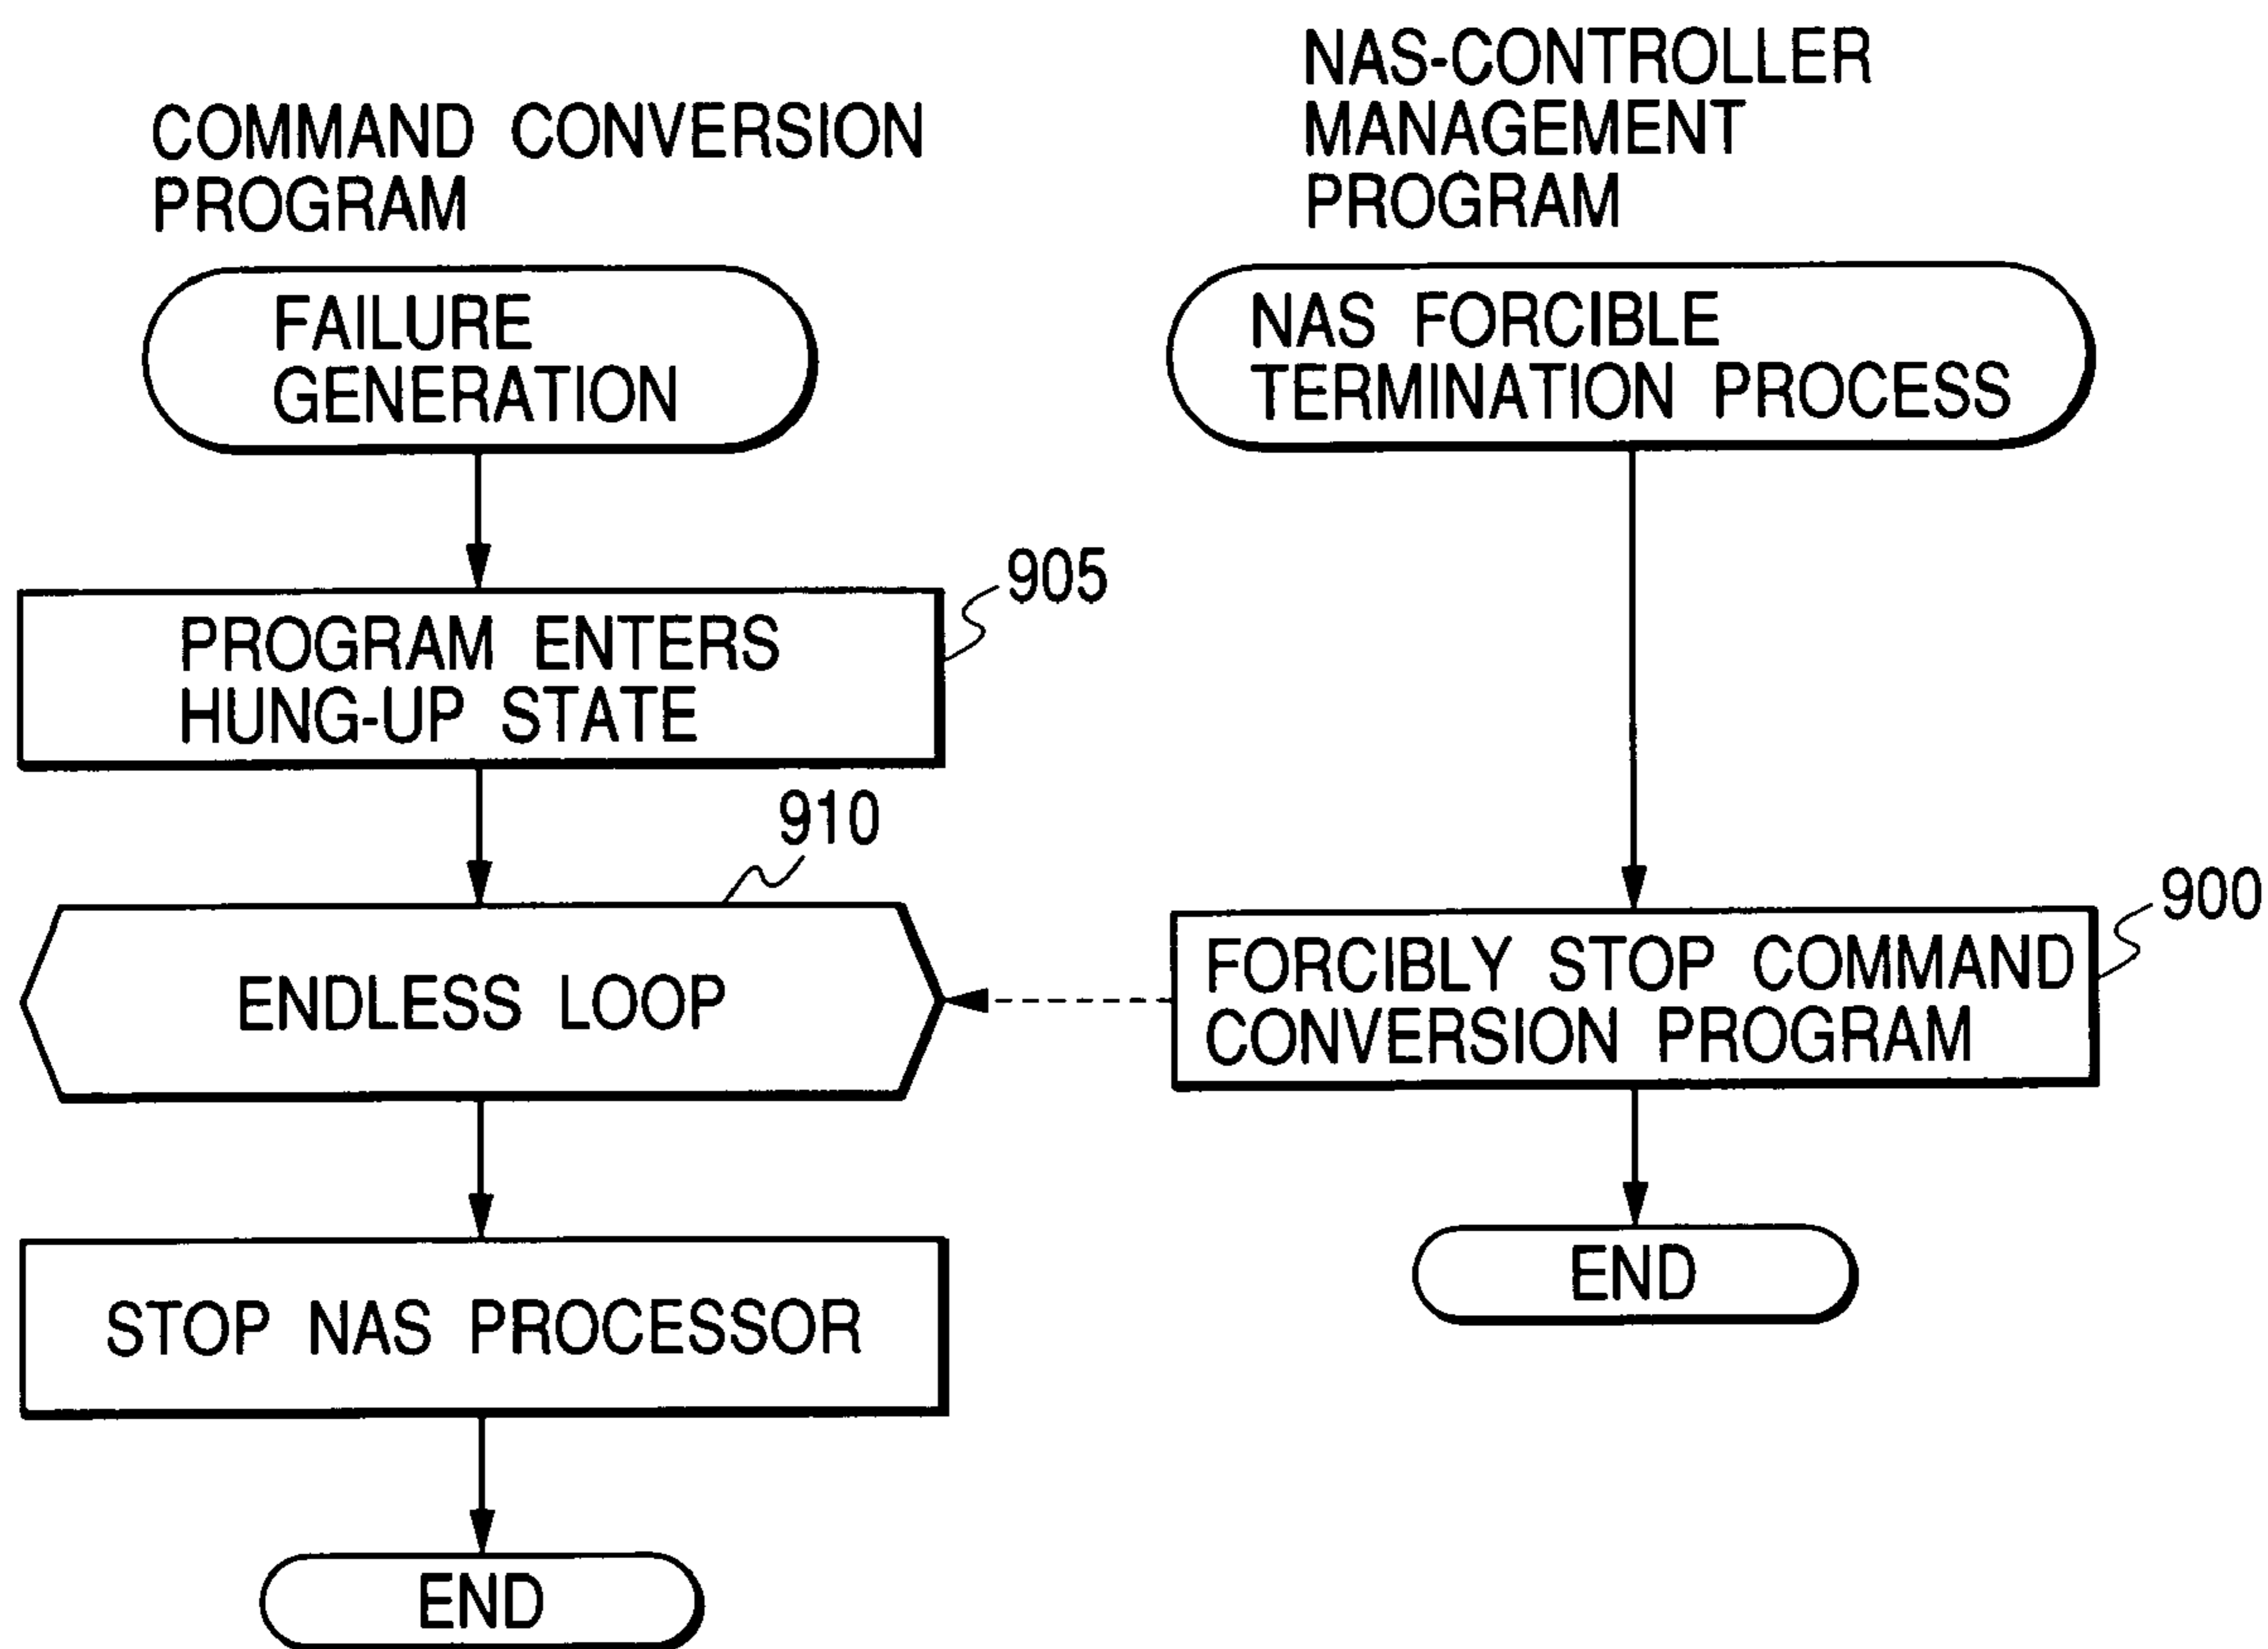 COMMAND CONVERSION
PROGRAM
FAILURE
GENERATION
905
PROGRAM ENTERS
HUNG-UP STATE
910
ENDLESS LOOP
STOP NAS PROCESSOR
END
NAS-CONTROLLER
MANAGEMENT
PROGRAM
NAS FORCIBLE
TERMINATION PROCESS
900
FORCIBLY STOP COMMAND
CONVERSION PROGRAM
END